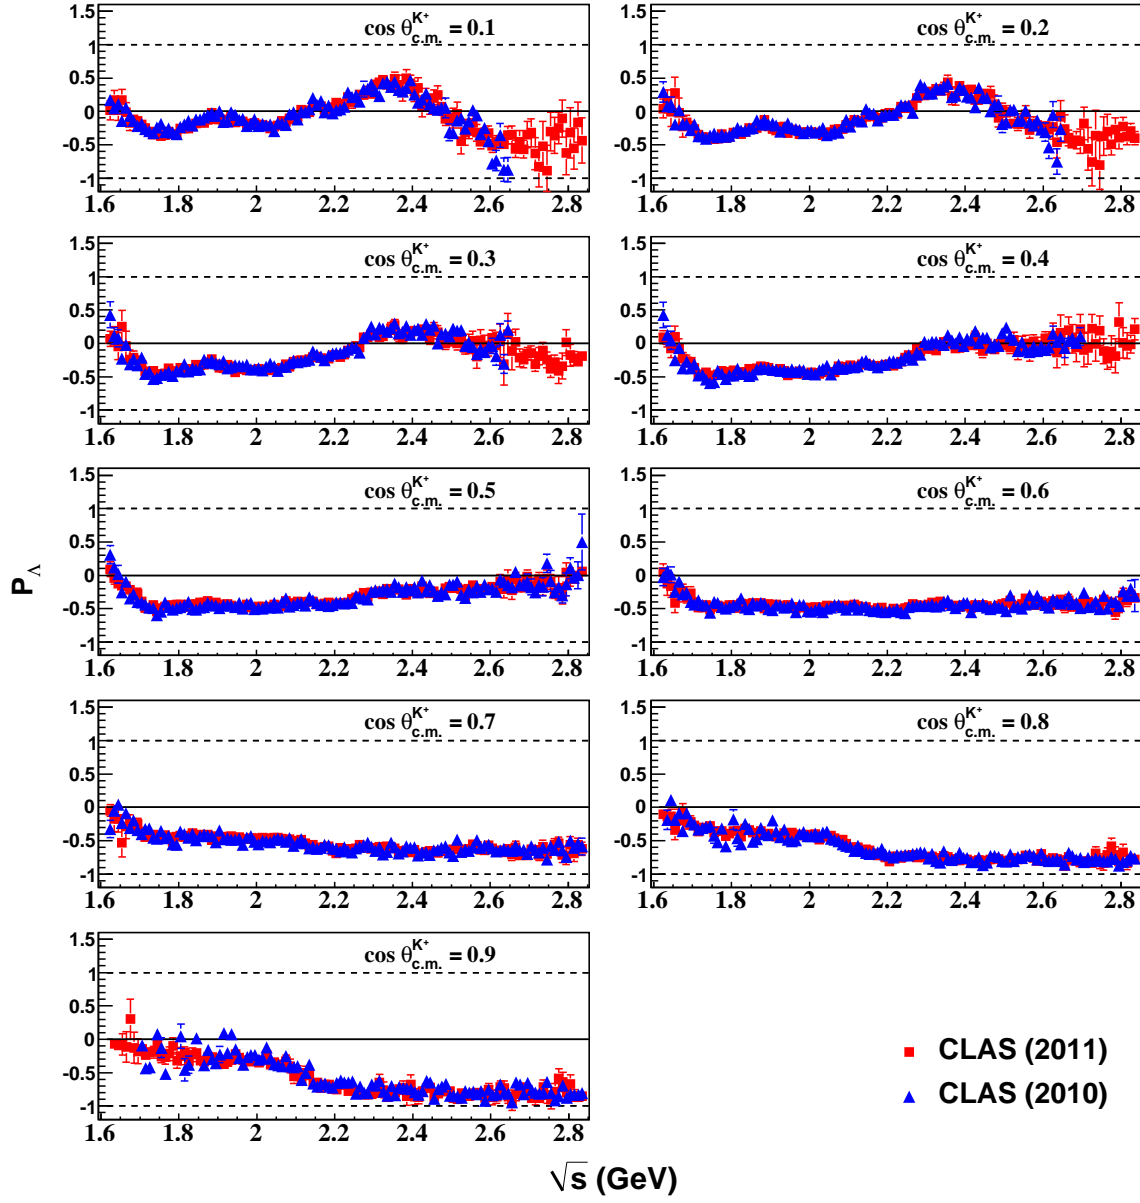 cos θ_c.m.^K+ = 0.1
1.5
1
0.5
0
-0.5
-1
1.6 1.8 2 2.2 2.4 2.6 2.8
cos θ_c.m.^K+ = 0.2
1.5
1
0.5
0
-0.5
-1
1.6 1.8 2 2.2 2.4 2.6 2.8
cos θ_c.m.^K+ = 0.3
1.5
1
0.5
0
-0.5
-1
1.6 1.8 2 2.2 2.4 2.6 2.8
cos θ_c.m.^K+ = 0.4
1.5
1
0.5
0
-0.5
-1
1.6 1.8 2 2.2 2.4 2.6 2.8
cos θ_c.m.^K+ = 0.5
1.5
1
0.5
0
-0.5
-1
1.6 1.8 2 2.2 2.4 2.6 2.8
cos θ_c.m.^K+ = 0.6
1.5
1
0.5
0
-0.5
-1
1.6 1.8 2 2.2 2.4 2.6 2.8
P_Λ
cos θ_c.m.^K+ = 0.7
1.5
1
0.5
0
-0.5
-1
1.6 1.8 2 2.2 2.4 2.6 2.8
cos θ_c.m.^K+ = 0.8
1.5
1
0.5
0
-0.5
-1
1.6 1.8 2 2.2 2.4 2.6 2.8
cos θ_c.m.^K+ = 0.9
1.5
1
0.5
0
-0.5
-1
1.6 1.8 2 2.2 2.4 2.6 2.8
CLAS (2011)
CLAS (2010)
√s (GeV)